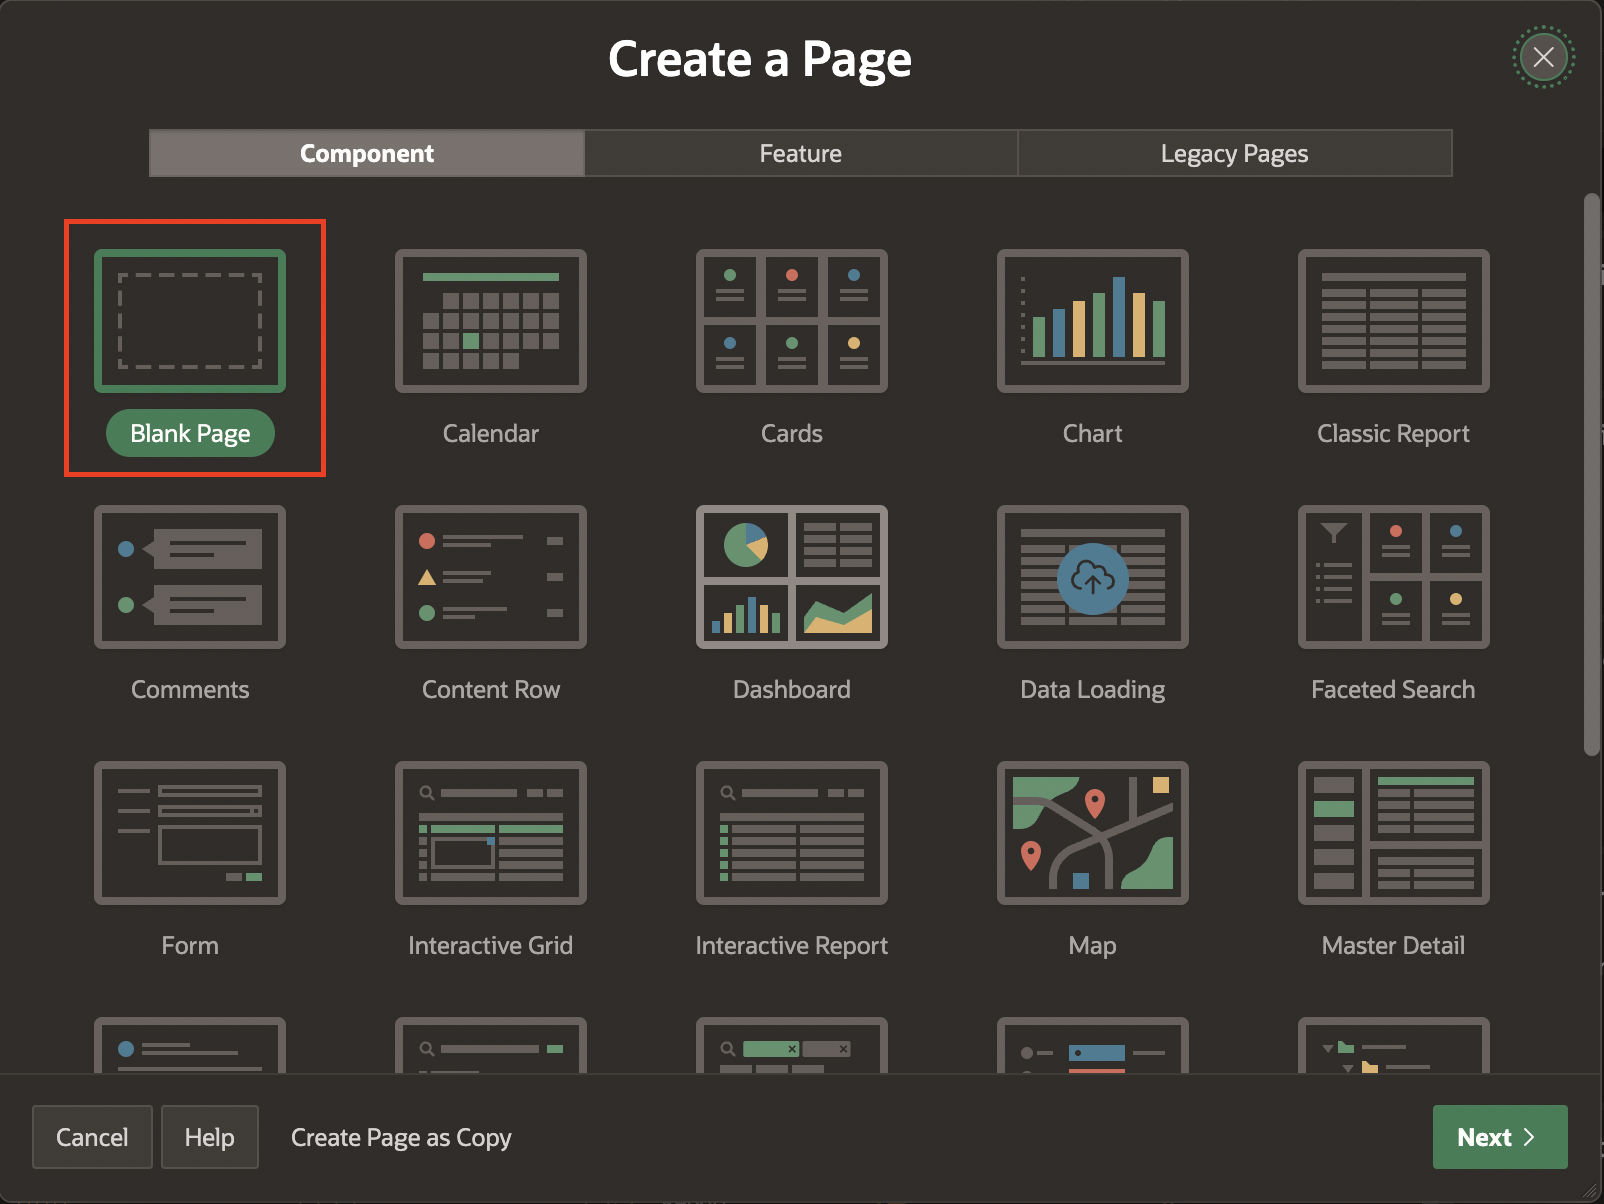 Create a Page
Component
Feature
Legacy Pages
Blank Page
Calendar
Cards
Chart
Classic Report
Comments
Content Row
Dashboard
Data Loading
Faceted Search
Form
Interactive Grid
Interactive Report
Map
Master Detail
Cancel
Help
Create Page as Copy
Next